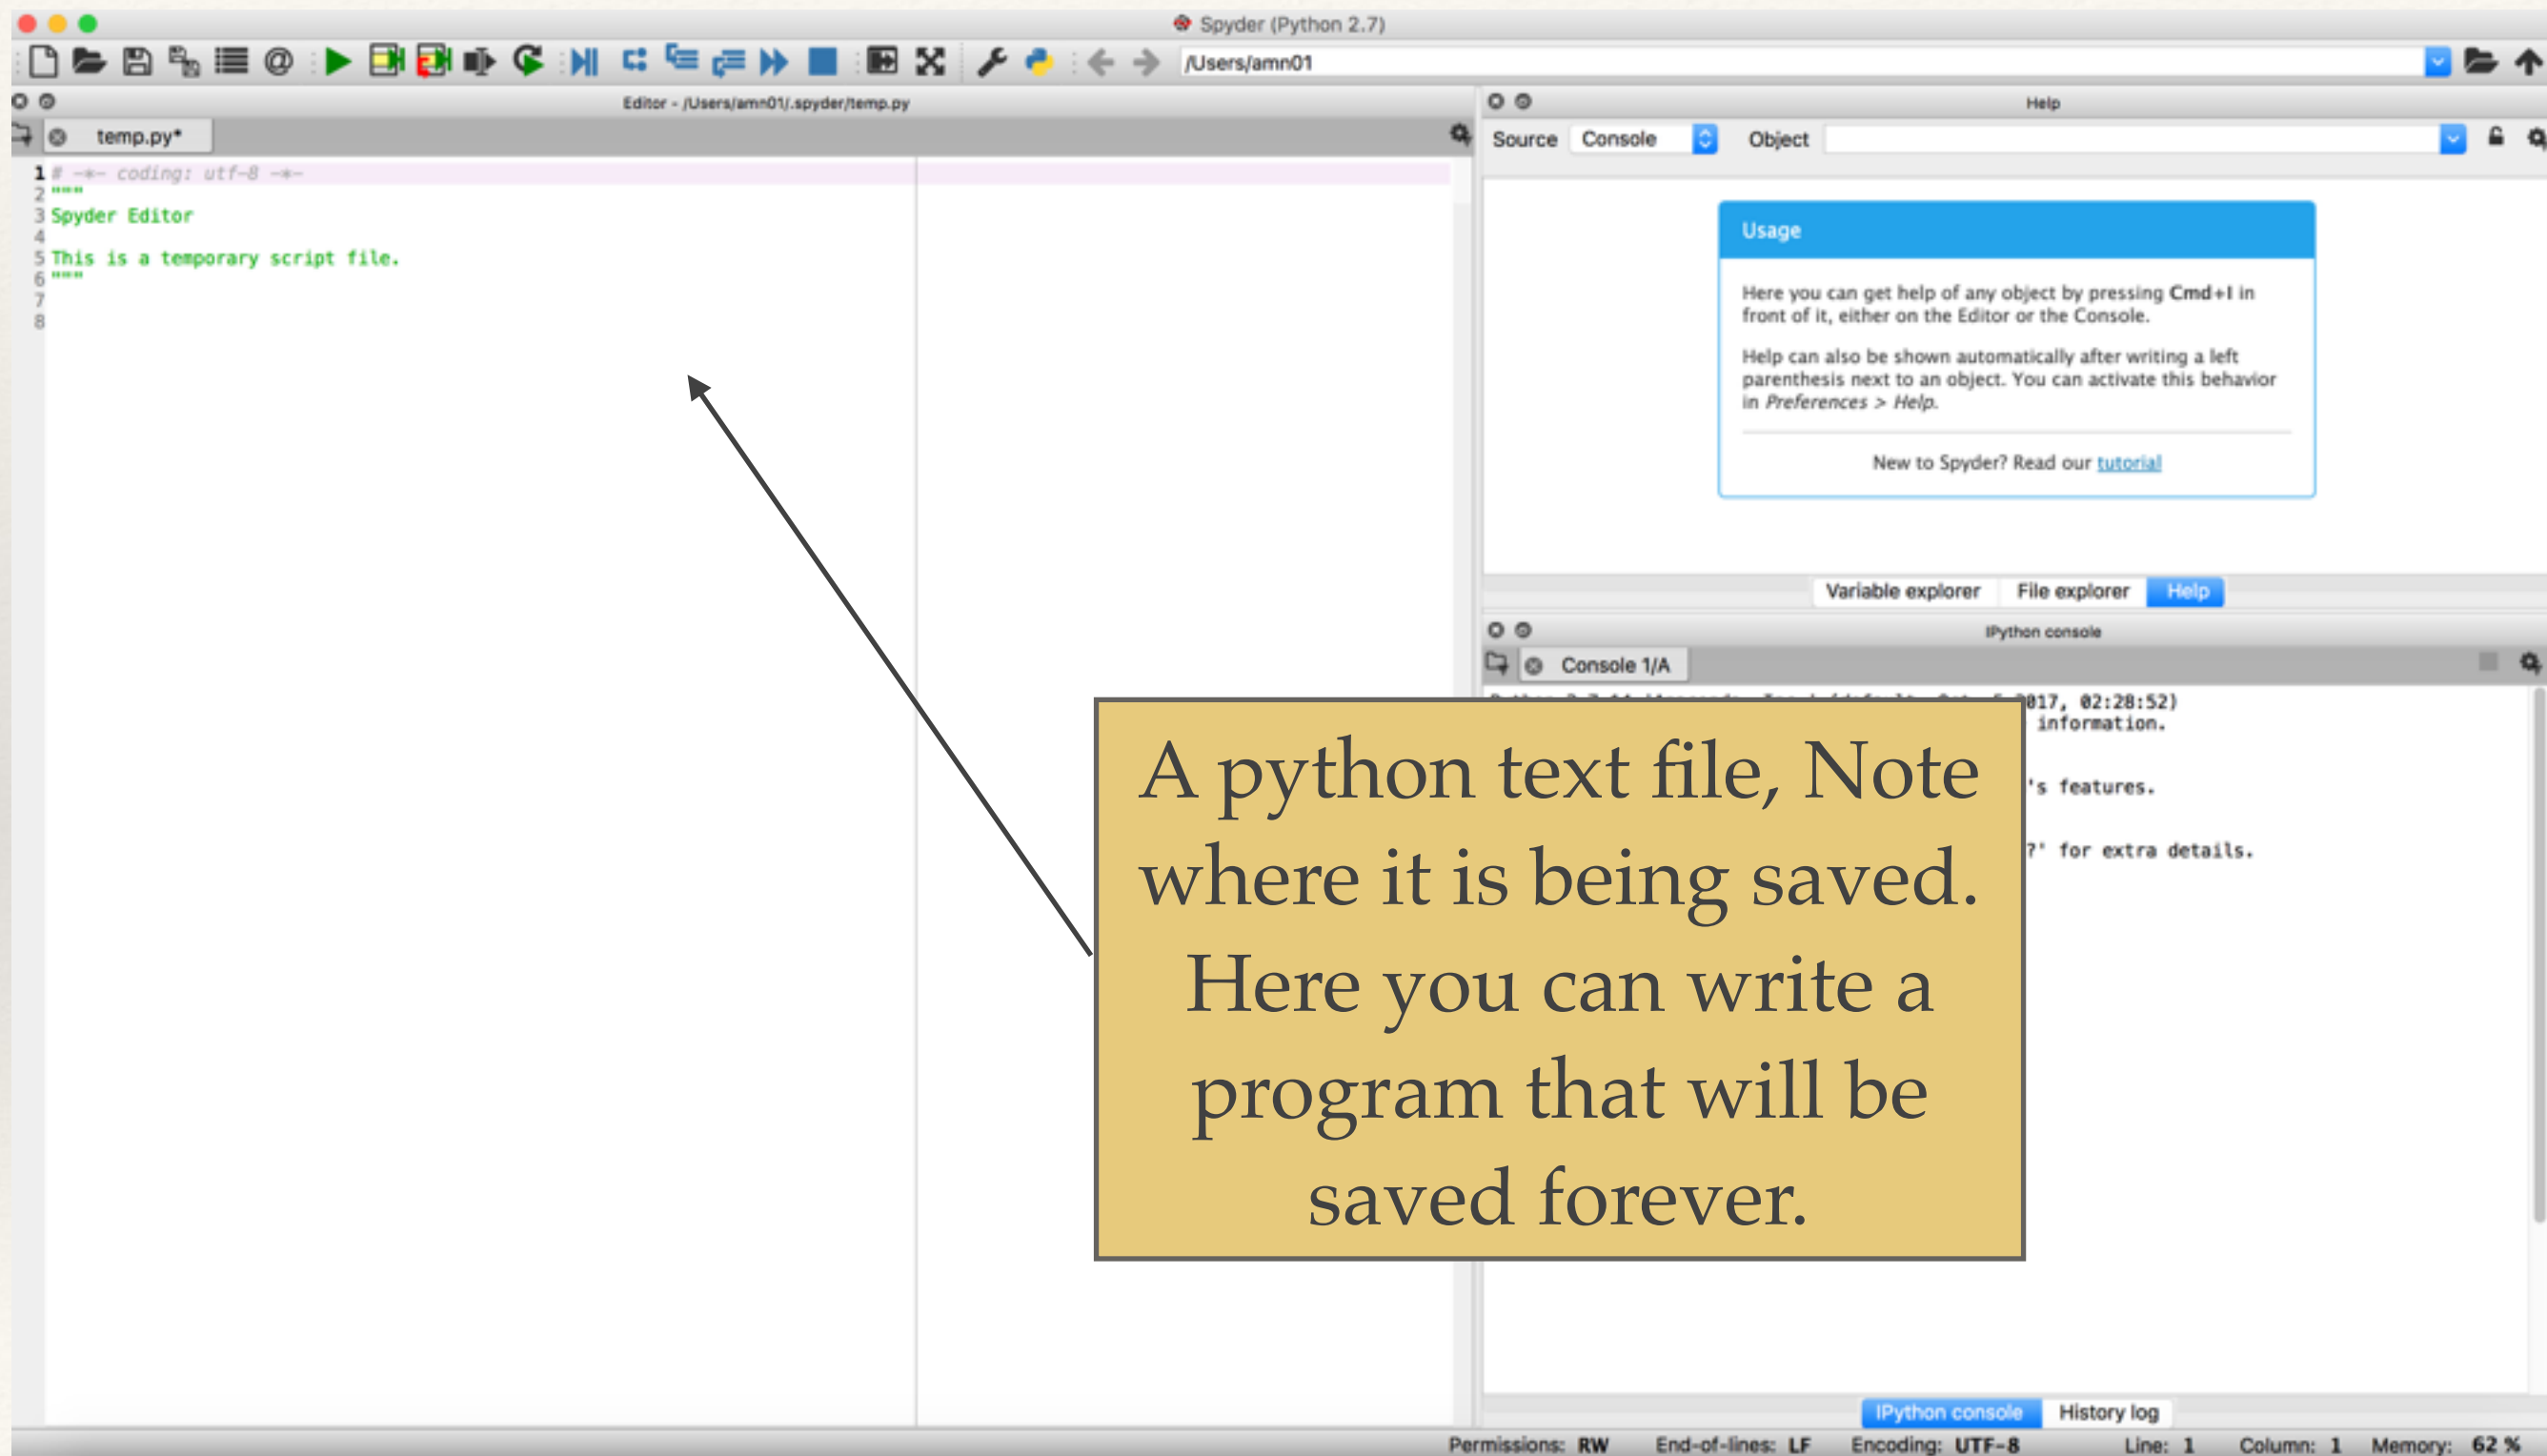 Spyder (Python 2.7)
/Users/amn01
Editor - /Users/amn01/.spyder/temp.py
temp.py*
1 # -*- coding: utf-8 -*-
2 """
3 Spyder Editor
4
5 This is a temporary script file.
6 """
7
8
Help
Source Console Object
Usage
Here you can get help of any object by pressing Cmd+I in
front of it, either on the Editor or the Console.
Help can also be shown automatically after writing a left
parenthesis next to an object. You can activate this behavior
in Preferences > Help.
New to Spyder? Read our tutorial
Variable explorer File explorer Help
IPython console
Console 1/A
2017, 02:28:52)
information.
's features.
?' for extra details.
A python text file, Note
where it is being saved.
Here you can write a
program that will be
saved forever.
IPython console History log
Permissions: RW End-of-lines: LF Encoding: UTF-8 Line: 1 Column: 1 Memory: 62 %